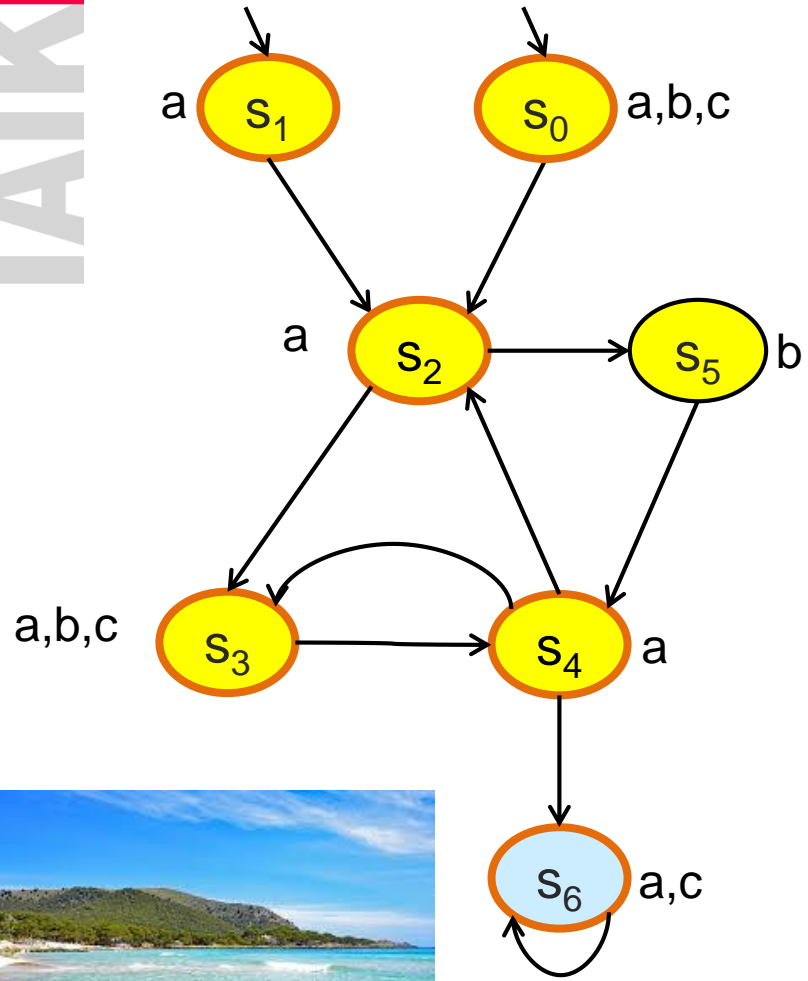 IAIK
a s₁
s₀ a,b,c
a s₂
s₅ b
a,b,c s₃
s₄ a
s₆ a,c